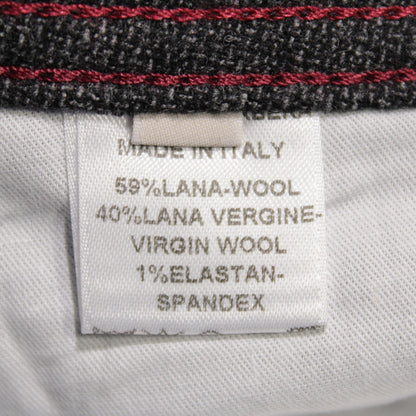 MADE IN ITALY
59%LANA-WOOL
40%LANA VERGINE-
VIRGIN WOOL
1%ELASTAN-
SPANDEX